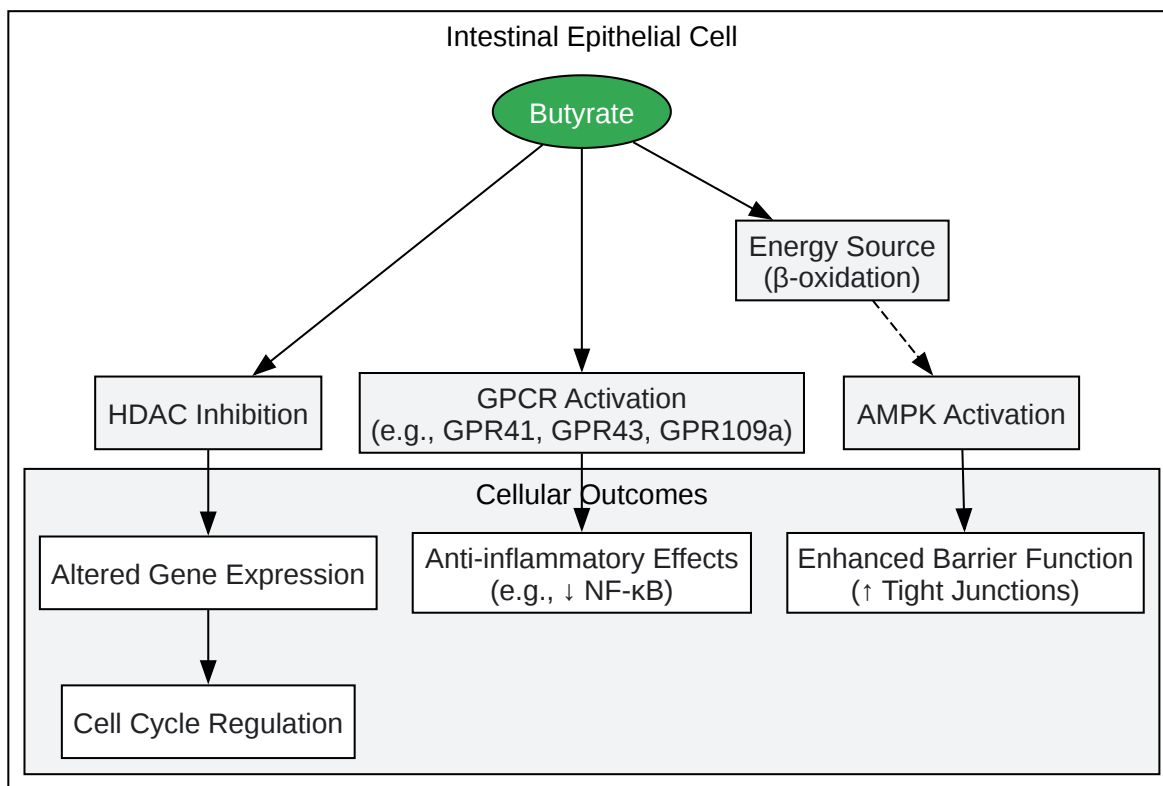 Intestinal Epithelial Cell
Butyrate
Energy Source
(β-oxidation)
HDAC Inhibition
GPCR Activation
(e.g., GPR41, GPR43, GPR109a)
AMPK Activation
Cellular Outcomes
Altered Gene Expression
Anti-inflammatory Effects
(e.g., ↓ NF-κB)
Enhanced Barrier Function
(↑ Tight Junctions)
Cell Cycle Regulation